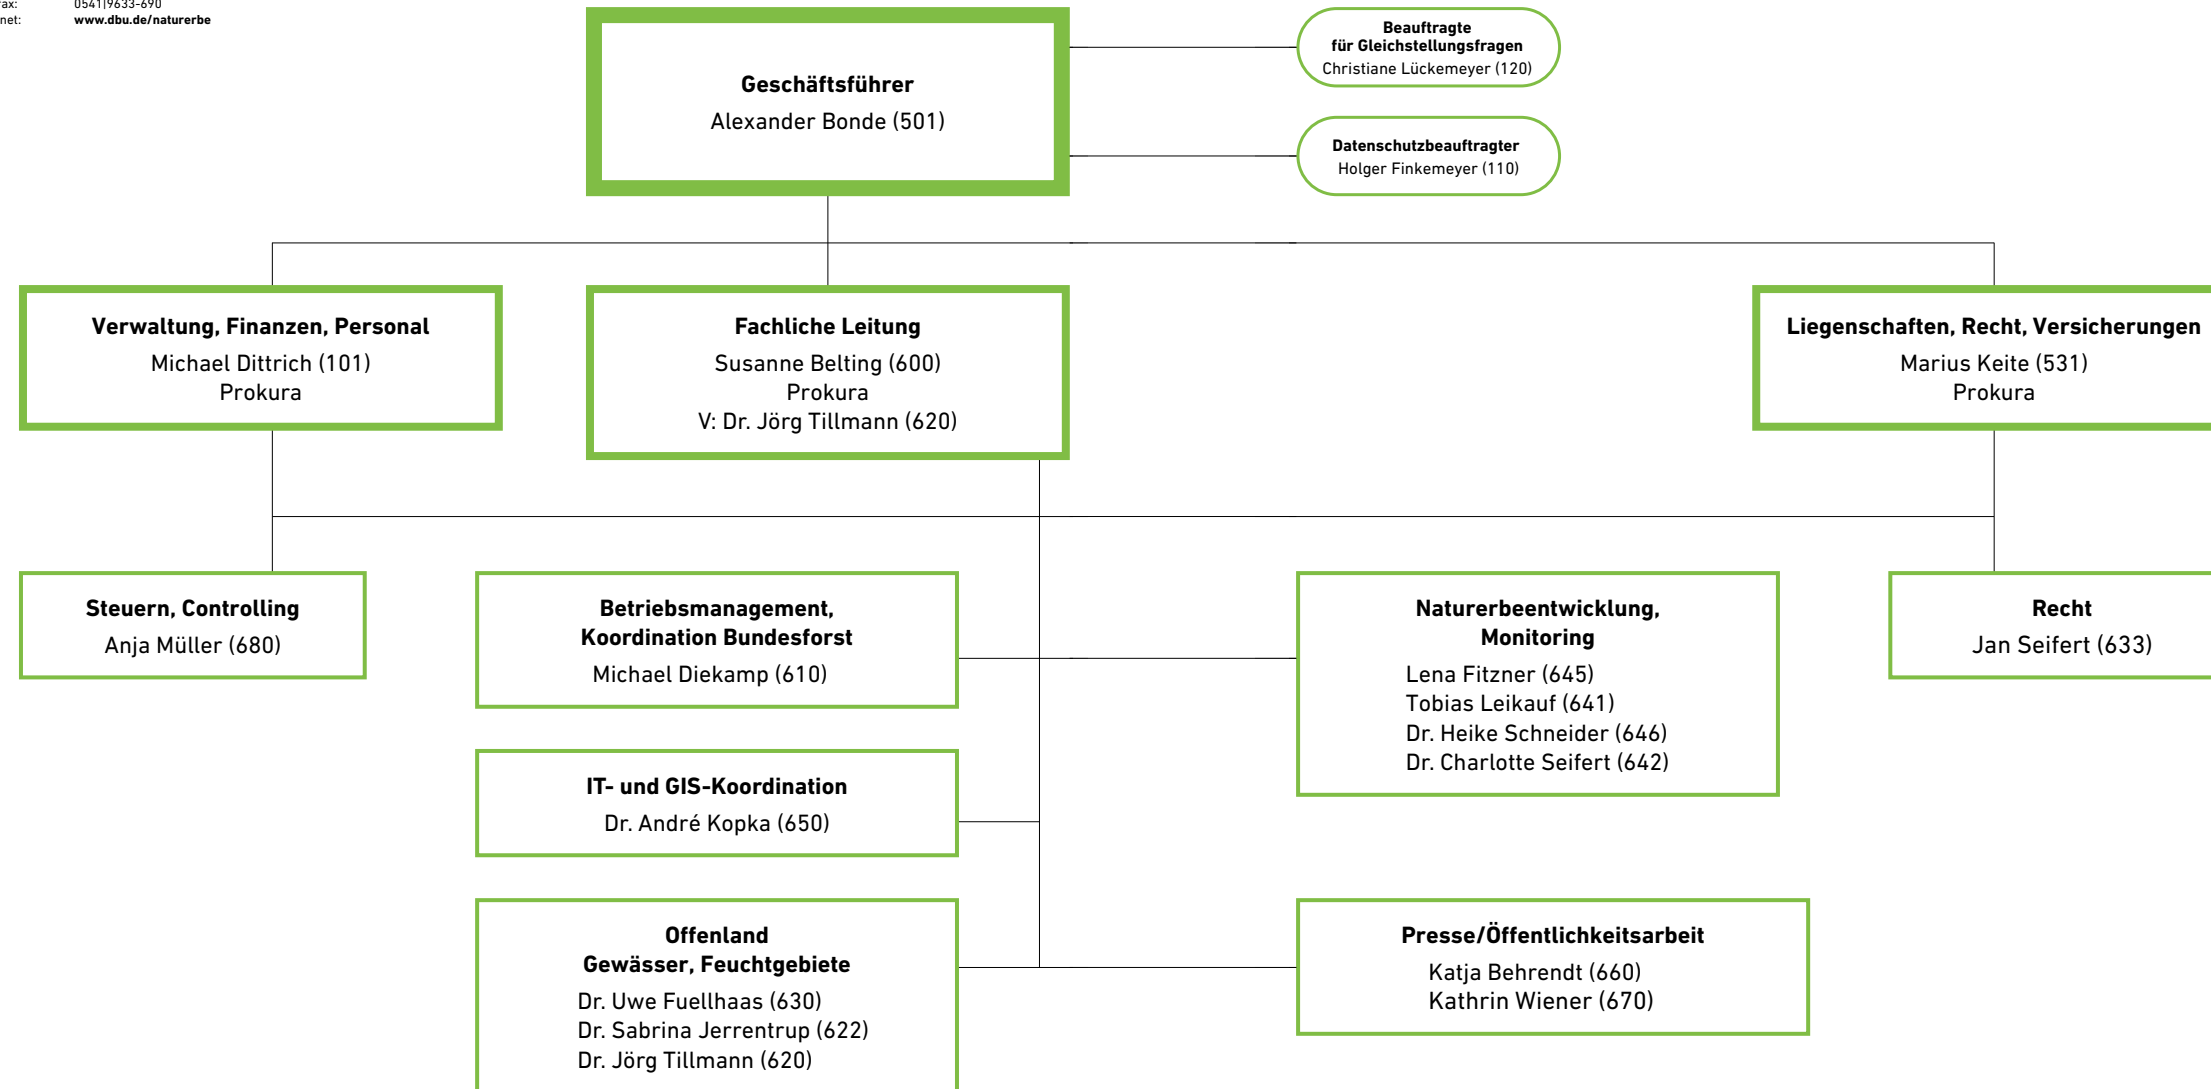 0541|9633-690
www.dbu.de/naturerbe
Geschäftsführer
Alexander Bonde (501)
Beauftragte
für Gleichstellungsfragen
Christiane Lückemeyer (120)
Datenschutzbeauftragter
Holger Finkemeyer (110)
Verwaltung, Finanzen, Personal
Michael Dittrich (101)
Prokura
Fachliche Leitung
Susanne Belting (600)
Prokura
V: Dr. Jörg Tillmann (620)
Liegenschaften, Recht, Versicherungen
Marius Keite (531)
Prokura
Steuern, Controlling
Anja Müller (680)
Betriebsmanagement,
Koordination Bundesforst
Michael Diekamp (610)
Naturerbeentwicklung,
Monitoring
Lena Fitzner (645)
Tobias Leikauf (641)
Dr. Heike Schneider (646)
Dr. Charlotte Seifert (642)
Recht
Jan Seifert (633)
IT- und GIS-Koordination
Dr. André Kopka (650)
Offenland
Gewässer, Feuchtgebiete
Dr. Uwe Fuellhaas (630)
Dr. Sabrina Jerrentrup (622)
Dr. Jörg Tillmann (620)
Presse/Öffentlichkeitsarbeit
Katja Behrendt (660)
Kathrin Wiener (670)